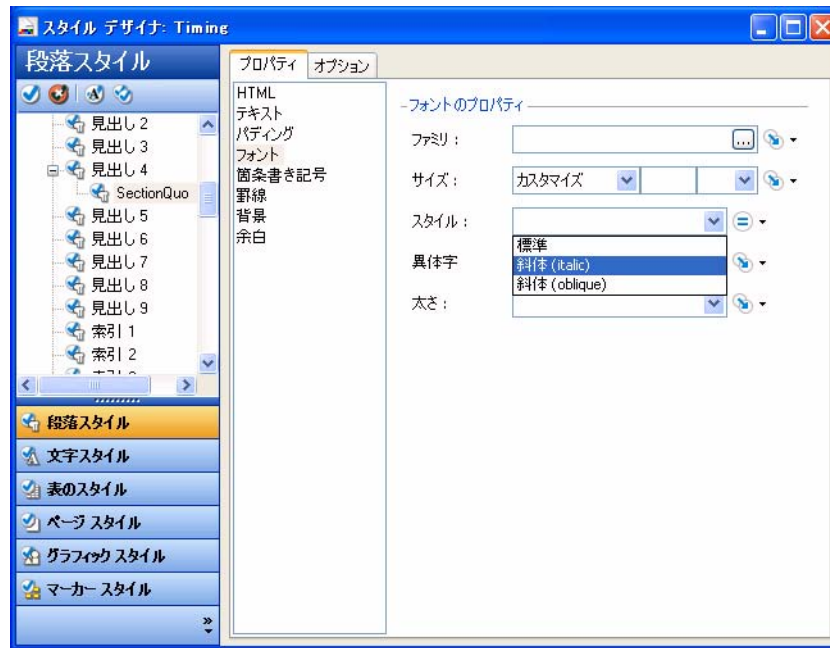 スタイル デザイナ: Timing
段落スタイル
見出し 2
見出し 3
見出し 4
SectionQuo
見出し 5
見出し 6
見出し 7
見出し 8
見出し 9
索引 1
索引 2
段落スタイル
文字スタイル
表のスタイル
ページ スタイル
グラフィック スタイル
マーカー スタイル
プロパティ オプション
HTML
テキスト
パディング
フォント
箇条書き記号
罫線
背景
余白
フォントのプロパティ
ファミリ :
サイズ : カスタマイズ
スタイル :
標準
斜体 (italic)
斜体 (oblique)
異体字
太さ :